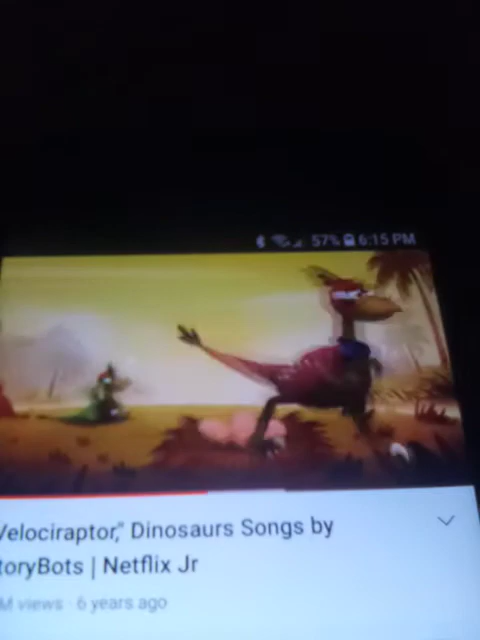 57% 6:15 PM
Velociraptor," Dinosaurs Songs by
toryBots | Netflix Jr
M views · 6 years ago